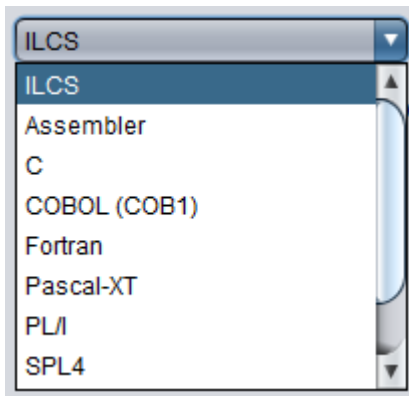 ILCS
ILCS
Assembler
C
COBOL (COB1)
Fortran
Pascal-XT
PL/I
SPL4